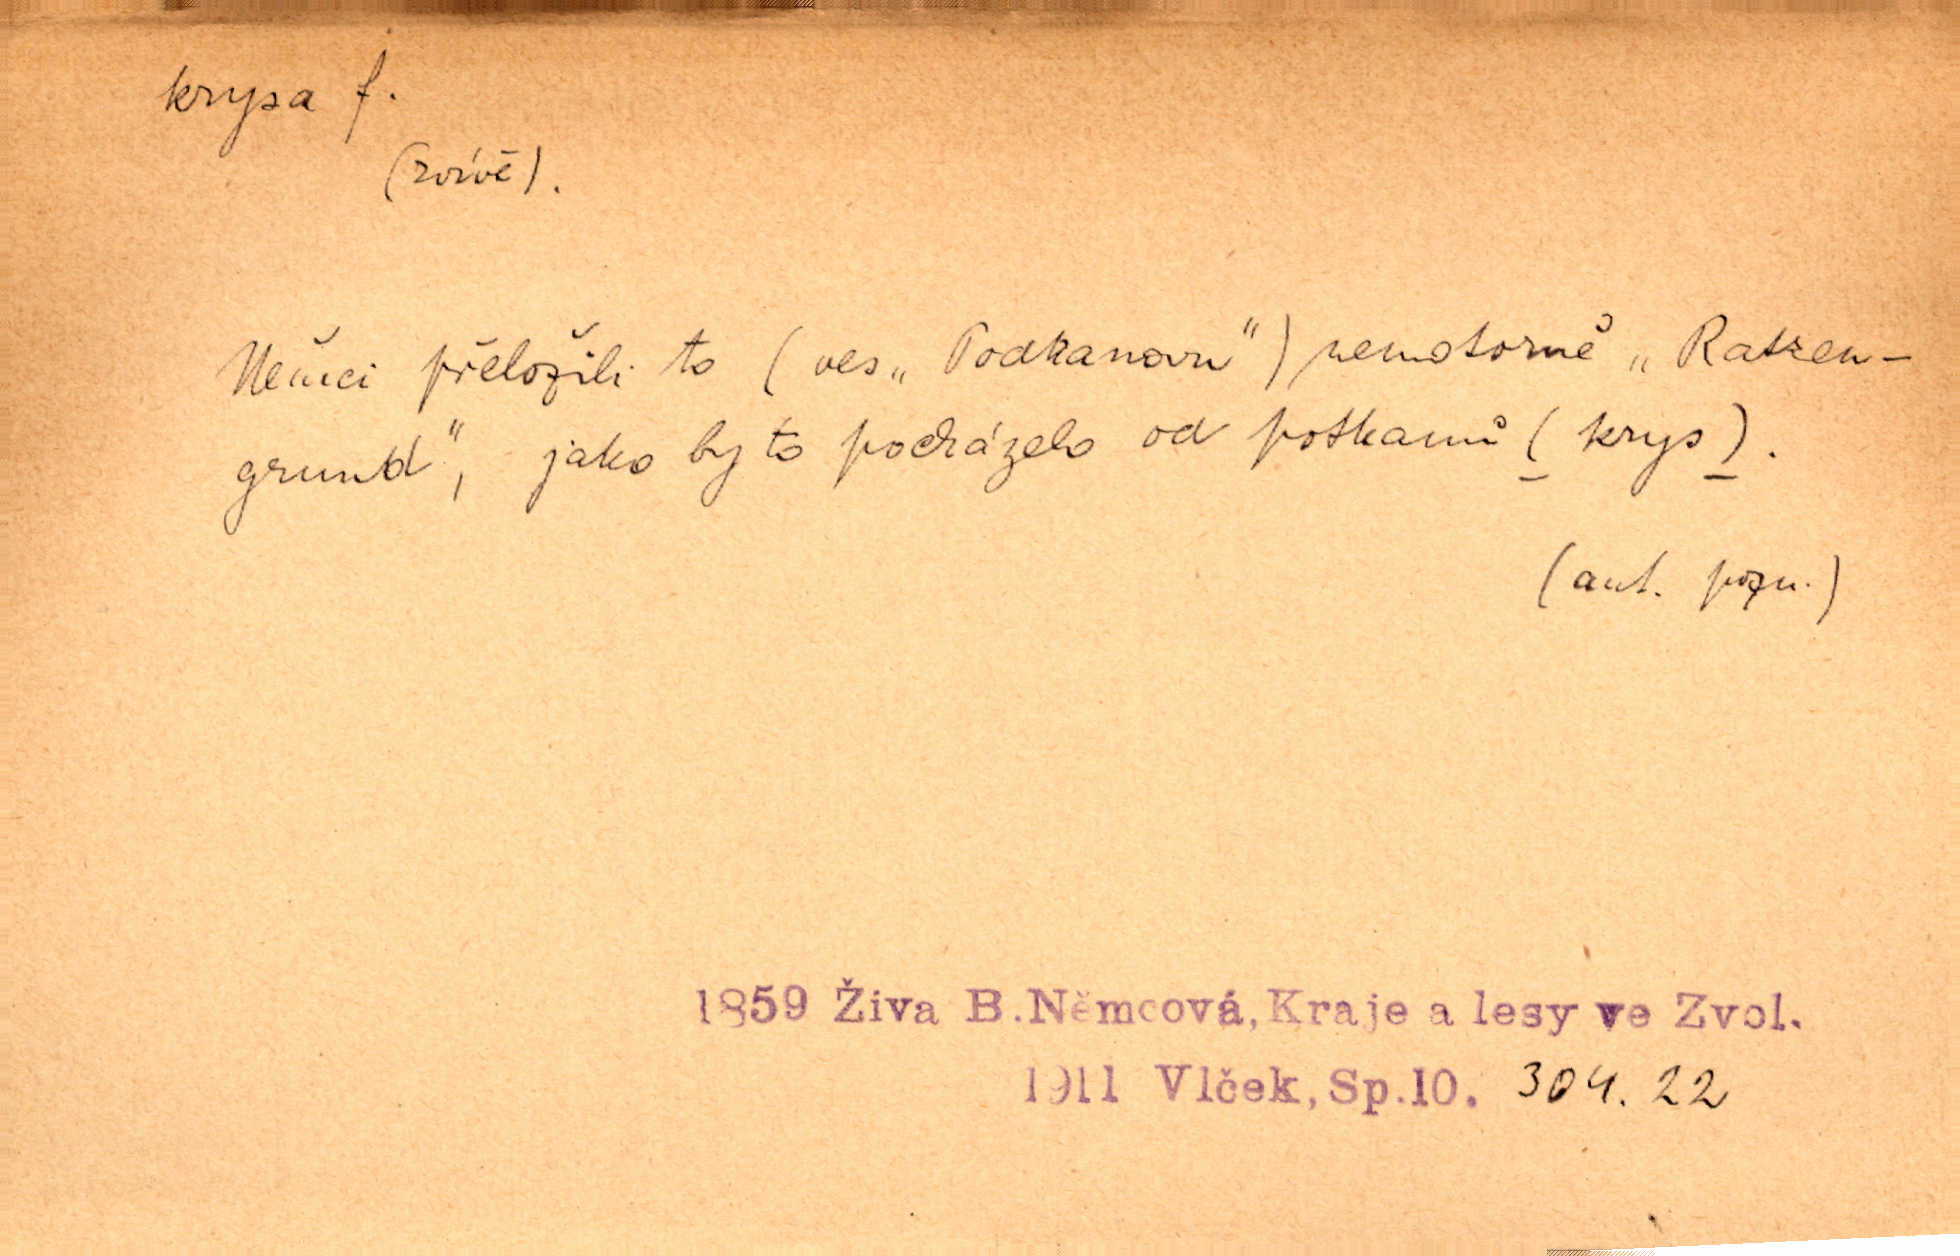 krysa f.
(zvíře).
Němci přeložili to (ves „Podkanovu“) nemotorně „Ratzen-
grund“, jako by to pocházelo od potkanů (krys).
(aut. pozn.)
1859 Živa B.Němcová, Kraje a lesy ve Zvol.
1911 Vlček, Sp.10. 304. 22